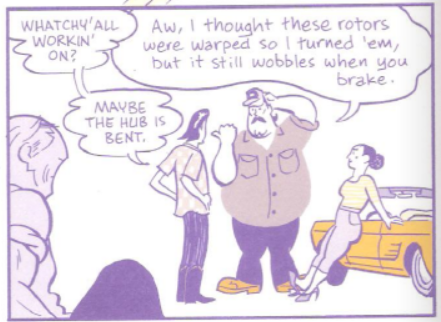 WHATCHY'ALL
WORKIN'
ON?
Aw, I thought these rotors
were warped so I turned 'em,
but it still wobbles when you
brake.
MAYBE
THE HUB IS
BENT.